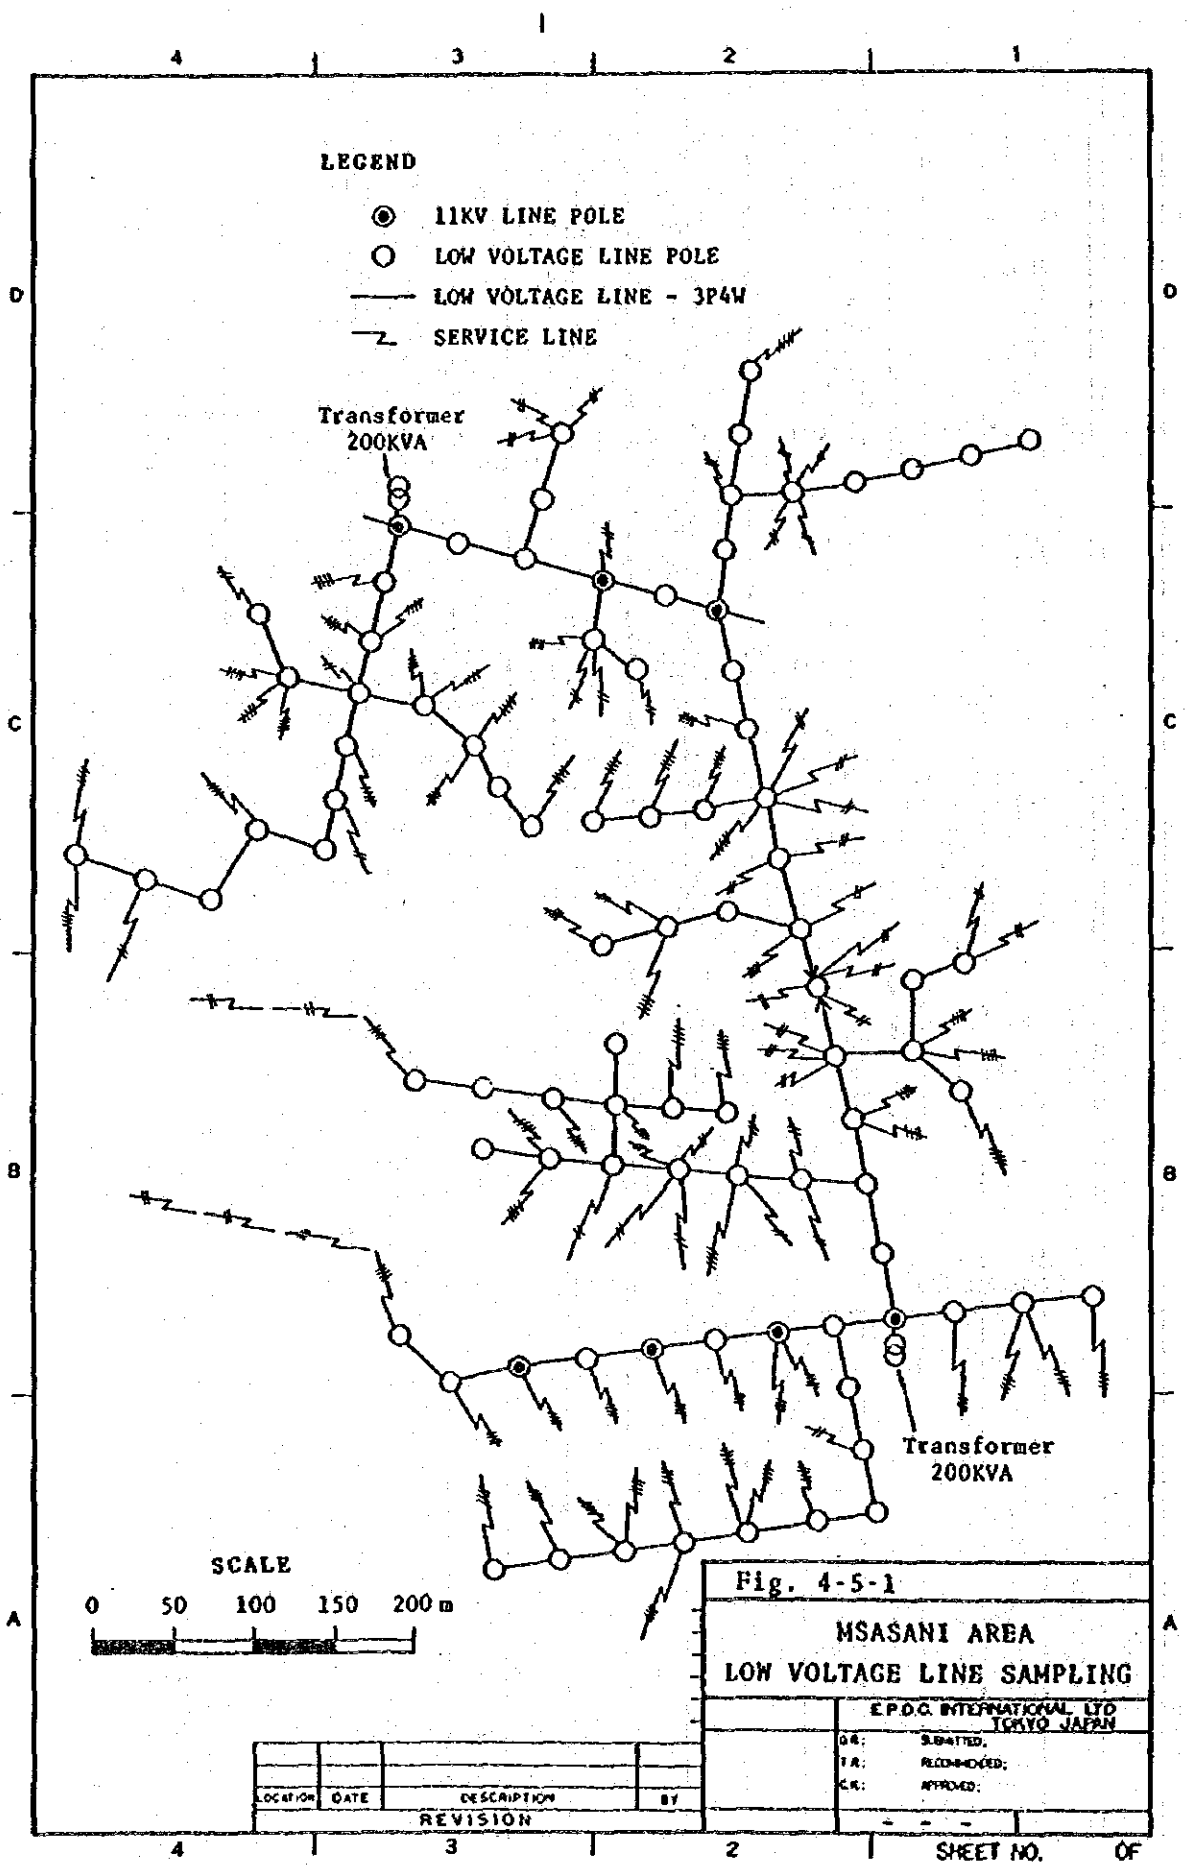 4 3 2 1
LEGEND
11KV LINE POLE
LOW VOLTAGE LINE POLE
D LOW VOLTAGE LINE - 3P4W D
SERVICE LINE
Transformer
200KVA
C C
B B
Transformer
200KVA
SCALE
0 50 100 150 200 m
A A
Fig. 4-5-1
MSASANI AREA
LOW VOLTAGE LINE SAMPLING
E.P.D.C. INTERNATIONAL LTD
TOKYO JAPAN
SUBMITTED:
T R: RECOMMENDED:
APPROVED:
LOCATION DATE DESCRIPTION BY
REVISION
4 3 2 SHEET NO. OF